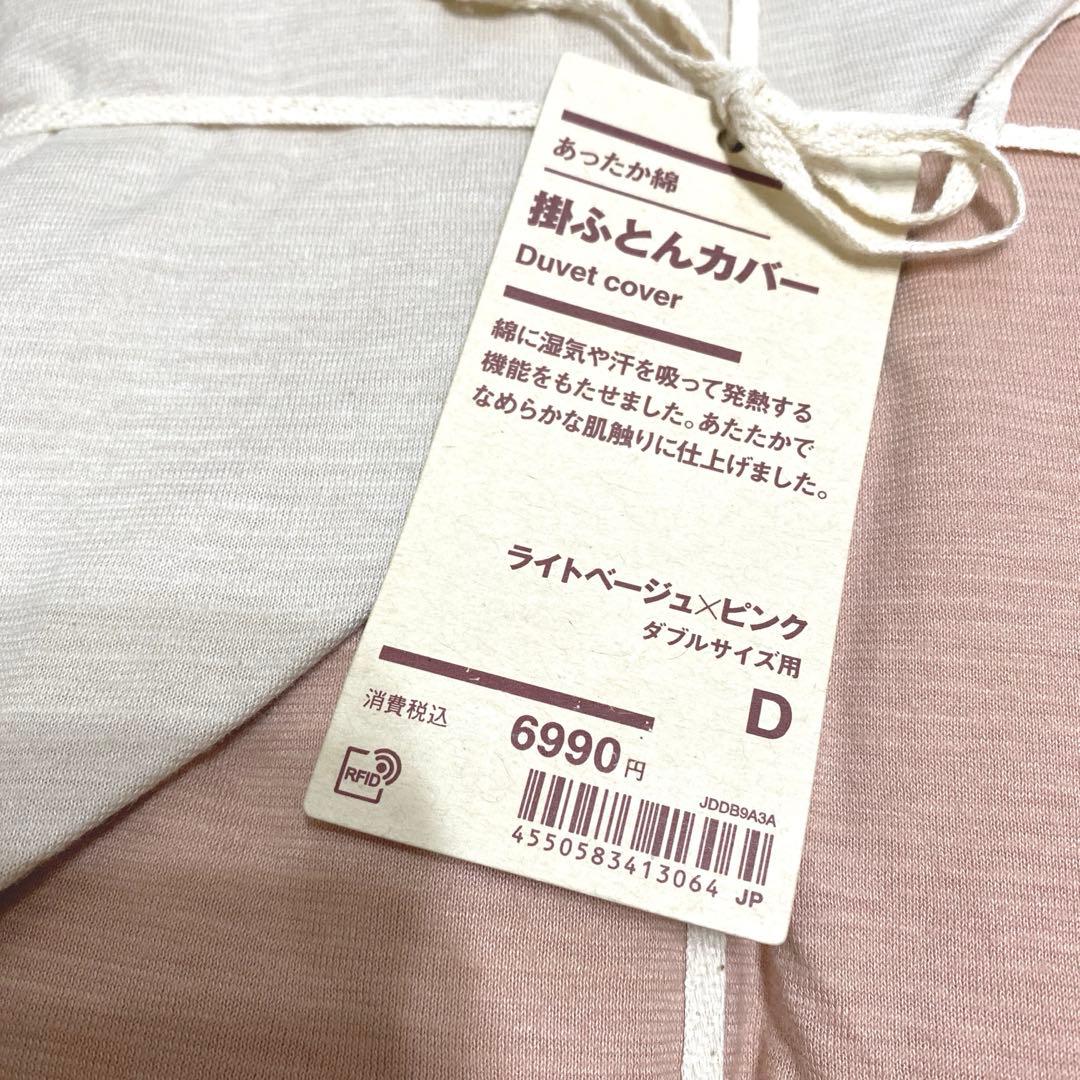 あったか綿
掛ふとんカバー
Duvet cover
綿に湿気や汗を吸って発熱する
機能をもたせました。あたたかで
なめらかな肌触りに仕上げました。
ライトベージュ×ピンク
ダブルサイズ用
D
消費税込
6990円
RFID
JDDB9A3A
4550583413064 JP